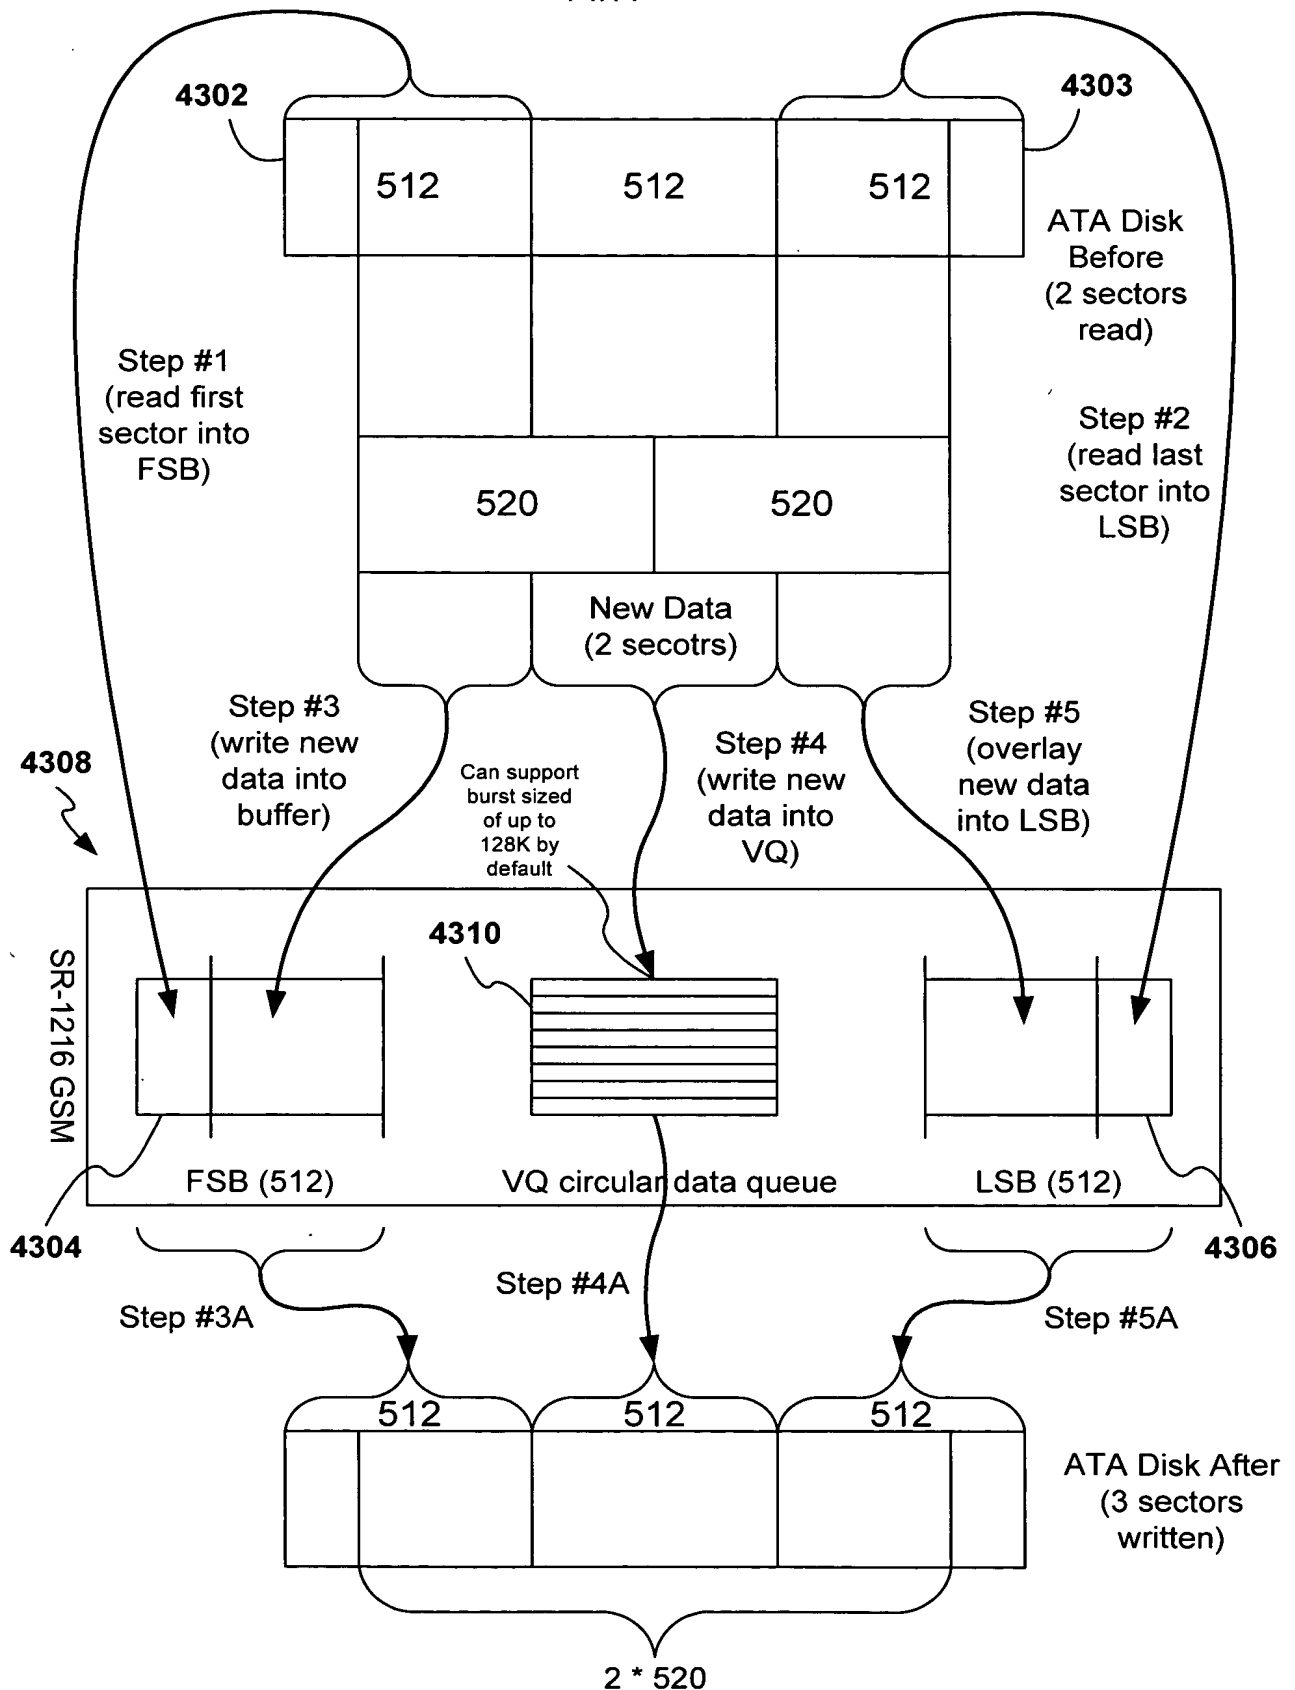 4302
4303
512
512
512
ATA Disk
Before
(2 sectors
read)
Step #1
(read first
sector into
FSB)
Step #2
(read last
sector into
LSB)
520
520
New Data
(2 secotrs)
Step #3
(write new
data into
buffer)
4308
Can support
burst sized
of up to
128K by
default
Step #4
(write new
data into
VQ)
Step #5
(overlay
new data
into LSB)
4310
SR-1216 GSM
FSB (512)
VQ circular data queue
LSB (512)
4304
4306
Step #3A
Step #4A
Step #5A
512
512
512
ATA Disk After
(3 sectors
written)
2 * 520